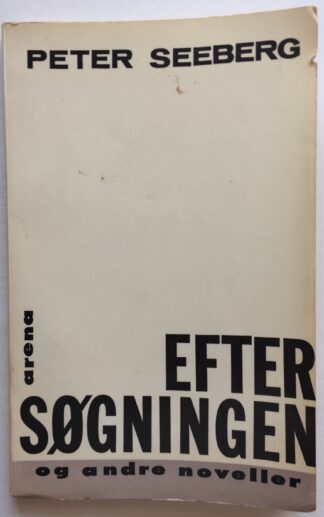 PETER SEEBERG
arena
EFTER
SØGNINGEN
og andre noveller